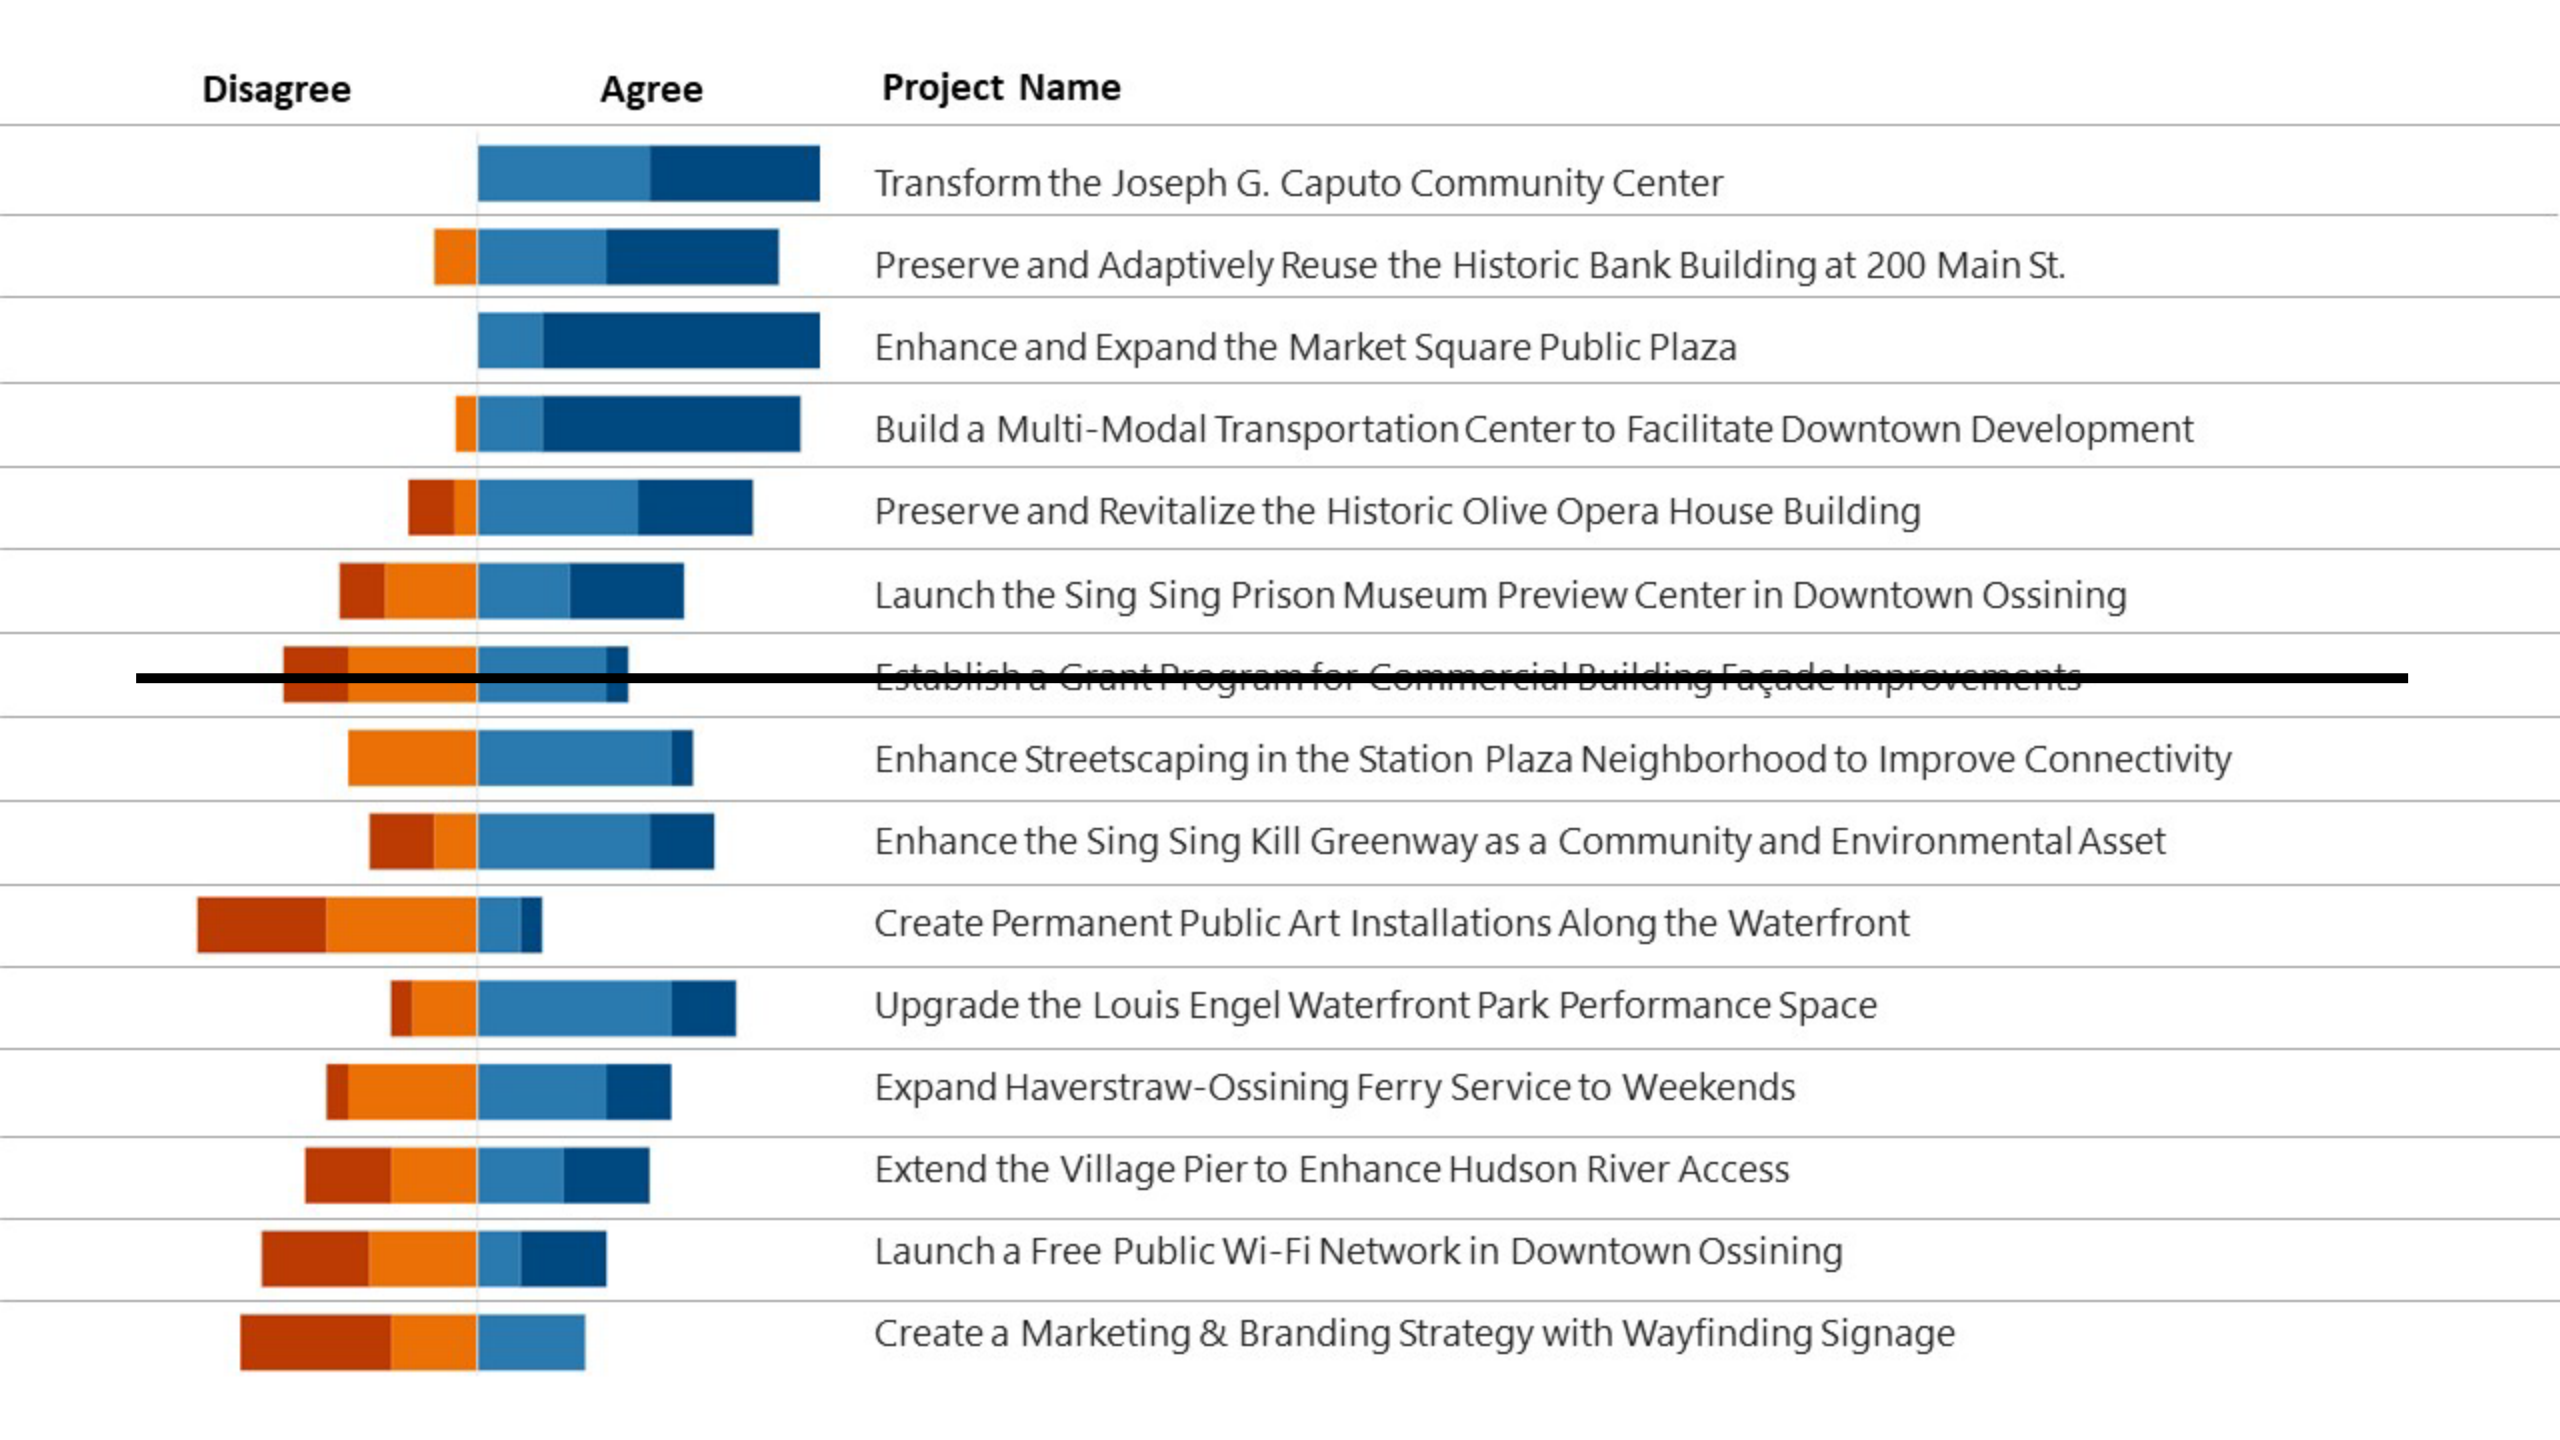 Disagree Agree Project Name
Transform the Joseph G. Caputo Community Center
Preserve and Adaptively Reuse the Historic Bank Building at 200 Main St.
Enhance and Expand the Market Square Public Plaza
Build a Multi-Modal Transportation Center to Facilitate Downtown Development
Preserve and Revitalize the Historic Olive Opera House Building
Launch the Sing Sing Prison Museum Preview Center in Downtown Ossining
Establish a Grant Program for Commercial Building Façade Improvements
Enhance Streetscaping in the Station Plaza Neighborhood to Improve Connectivity
Enhance the Sing Sing Kill Greenway as a Community and Environmental Asset
Create Permanent Public Art Installations Along the Waterfront
Upgrade the Louis Engel Waterfront Park Performance Space
Expand Haverstraw-Ossining Ferry Service to Weekends
Extend the Village Pier to Enhance Hudson River Access
Launch a Free Public Wi-Fi Network in Downtown Ossining
Create a Marketing & Branding Strategy with Wayfinding Signage